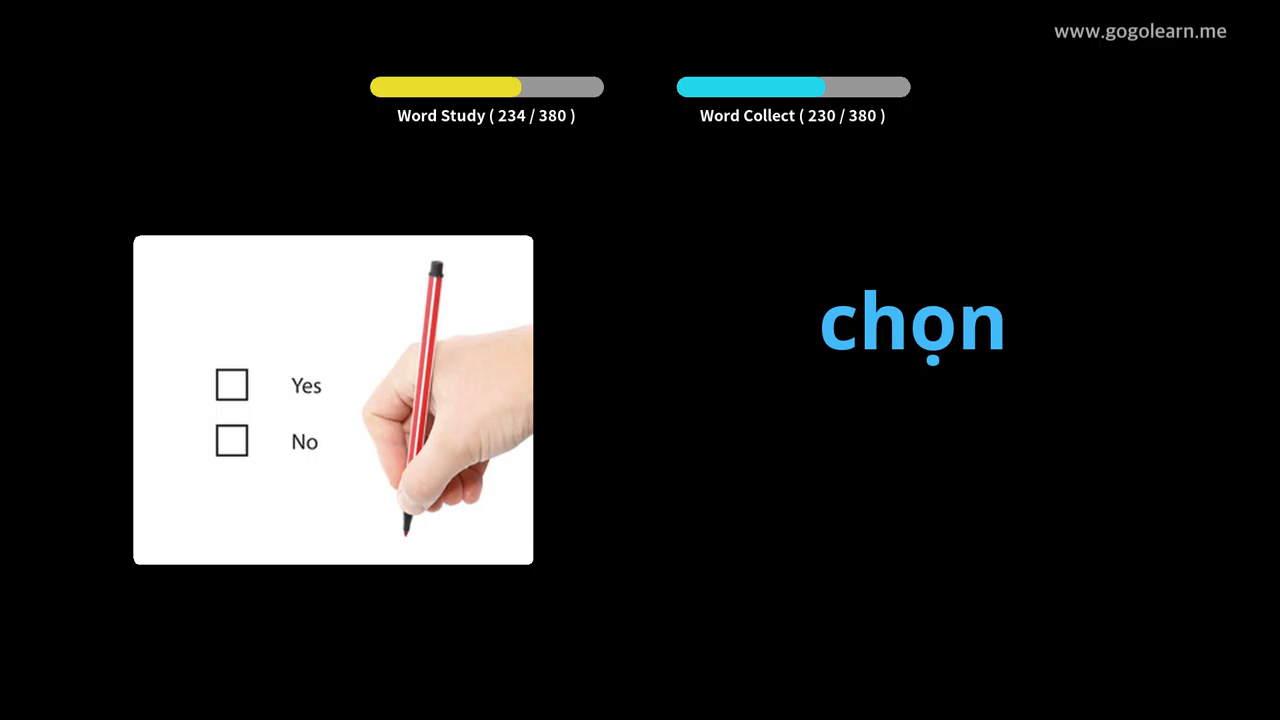 www.gogolearn.me
Word Study ( 234 / 380 )
Word Collect ( 230 / 380 )
Yes
No
chọn